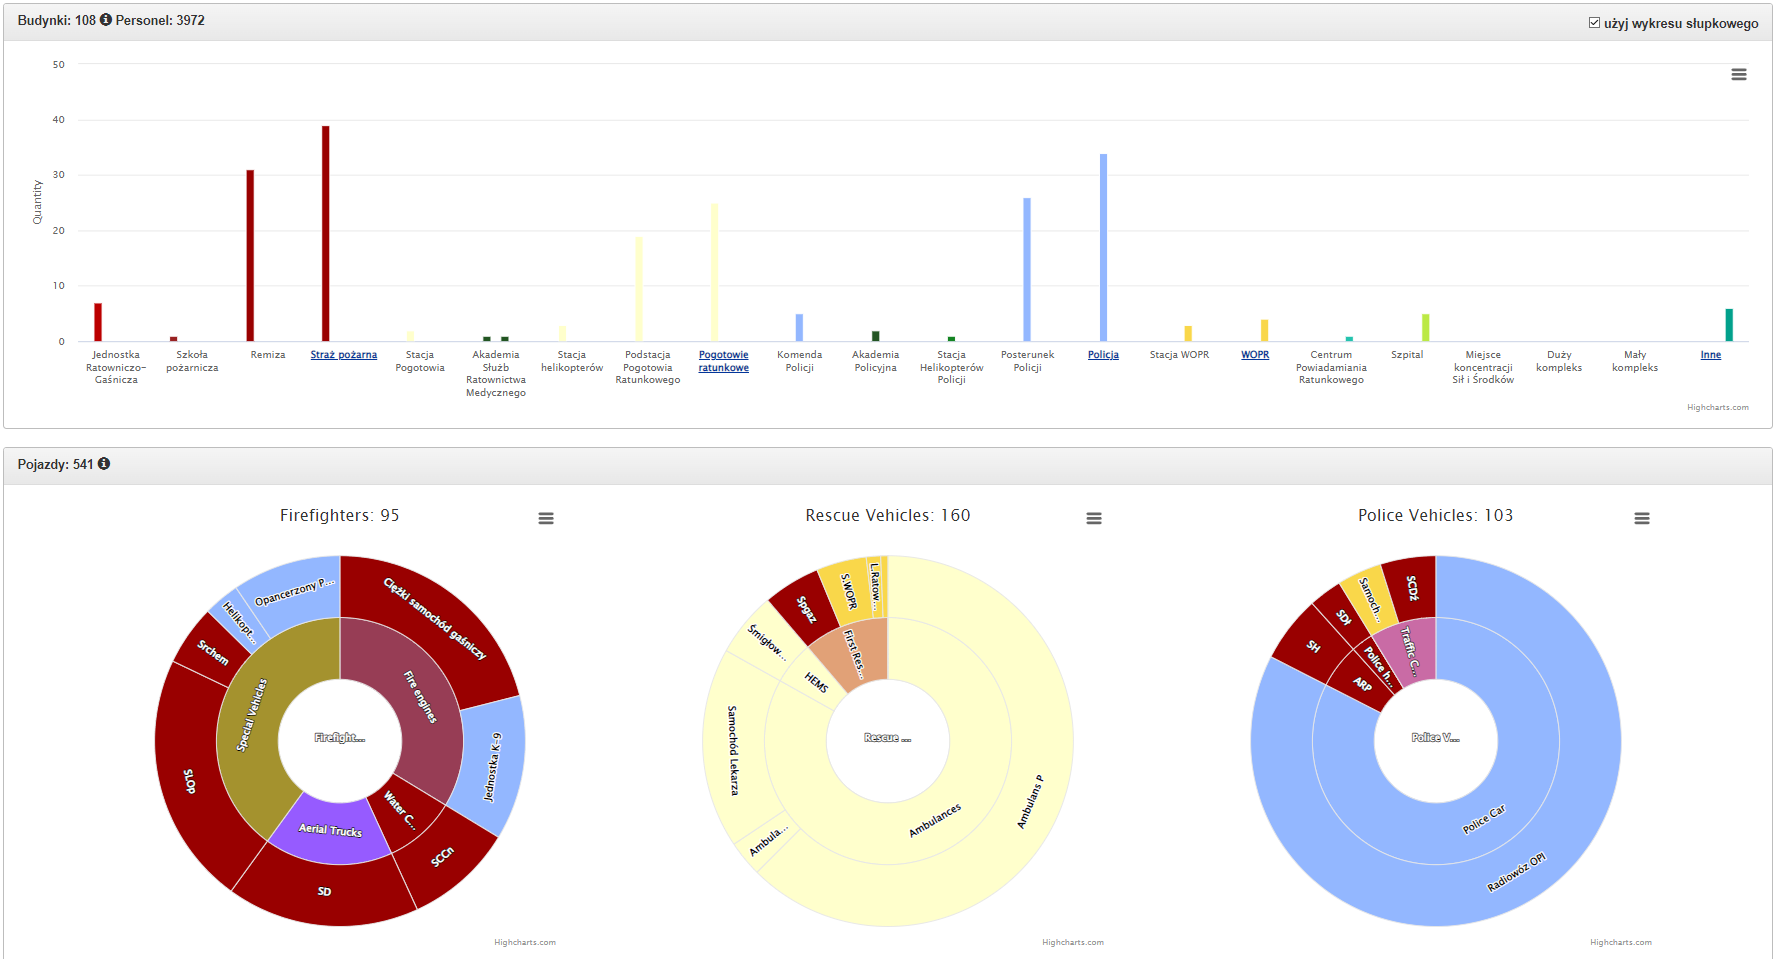 Budynki: 108 Personel: 3972
użyj wykresu słupkowego
50
40
30
20
10
0
Quantity
Jednostka
Ratowniczo-
Gaśnicza
Szkoła
pożarnicza
Remiza
Straż pożarna
Stacja
Pogotowia
Akademia
Służb
Ratownictwa
Medycznego
Stacja
helikopterów
Podstacja
Pogotowia
Ratunkowego
Pogotowie
ratunkowe
Komenda
Policji
Akademia
Policyjna
Stacja
Helikopterów
Policji
Posterunek
Policji
Policja
Stacja WOPR
WOPR
Centrum
Powiadamiania
Ratunkowego
Szpital
Miejsce
koncentracji
Sił i Środków
Duży
kompleks
Mały
kompleks
Inne
Highcharts.com
Pojazdy: 541
Firefighters: 95
Ciężki samochód gaśniczy
Jednostka K-9
SCCn
SD
SLOp
Srchem
Helikopt...
Opancerzony P...
Fire engines
Water C...
Aerial Trucks
Special Vehicles
Firefight...
Highcharts.com
Rescue Vehicles: 160
Ambulans P
Ambula...
Samochód Lekarza
Śmigłow...
Spgaz
S.WOPR
L.Ratow...
Ambulances
HEMS
First Res...
Rescue ...
Highcharts.com
Police Vehicles: 103
Radiowóz OPI
SH
SDł
Samoch...
SCDź
Police Car
ARP
Police h...
Traffic C...
Police V...
Highcharts.com